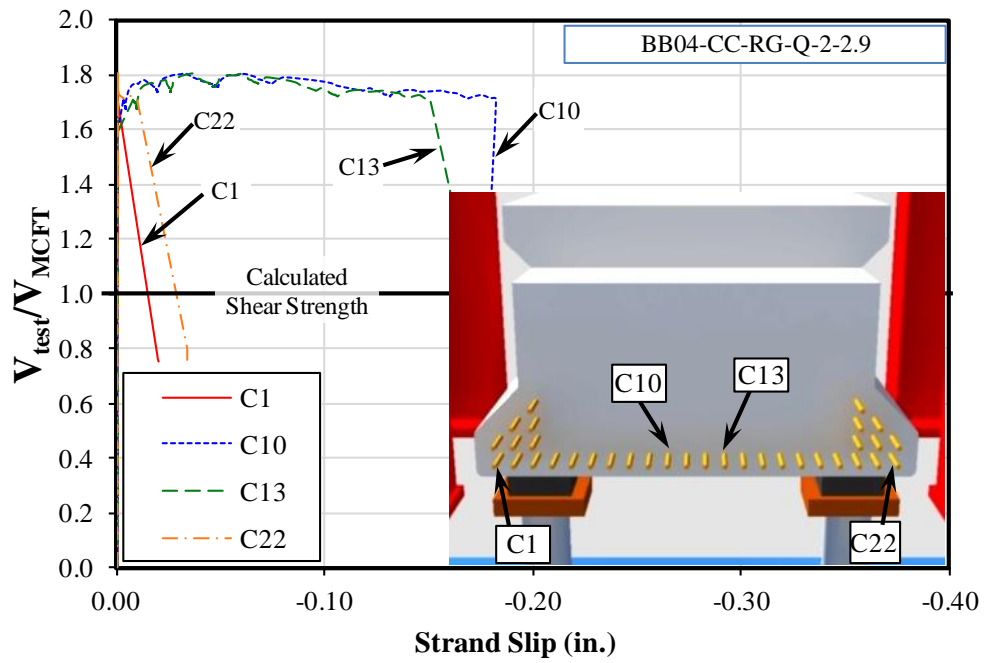 BB04-CC-RG-Q-2-2.9
2.0
1.8
1.6
1.4
1.2
1.0
0.8
0.6
0.4
0.2
0.0
V_test/V_MCFT
C22
C1
C13
C10
Calculated
Shear Strength
C1
C10
C13
C22
C10
C13
C1
C22
0.00
-0.10
-0.20
-0.30
-0.40
Strand Slip (in.)